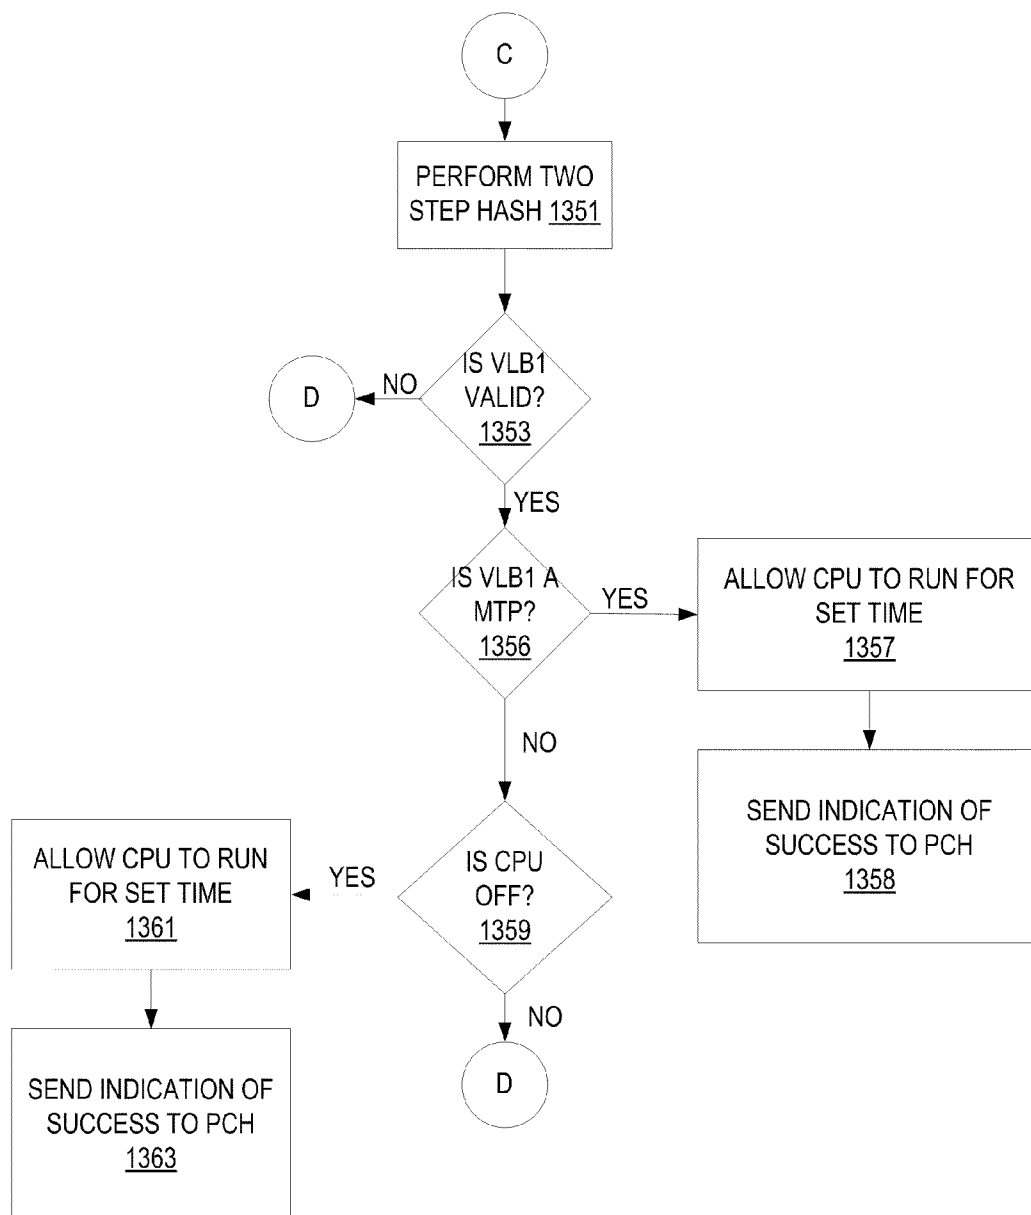 C
PERFORM TWO
STEP HASH 1351
IS VLB1
VALID?
1353
NO
D
YES
IS VLB1 A
MTP?
1356
YES
ALLOW CPU TO RUN FOR
SET TIME
1357
NO
SEND INDICATION OF
SUCCESS TO PCH
1358
IS CPU
OFF?
1359
YES
ALLOW CPU TO RUN
FOR SET TIME
1361
NO
D
SEND INDICATION OF
SUCCESS TO PCH
1363